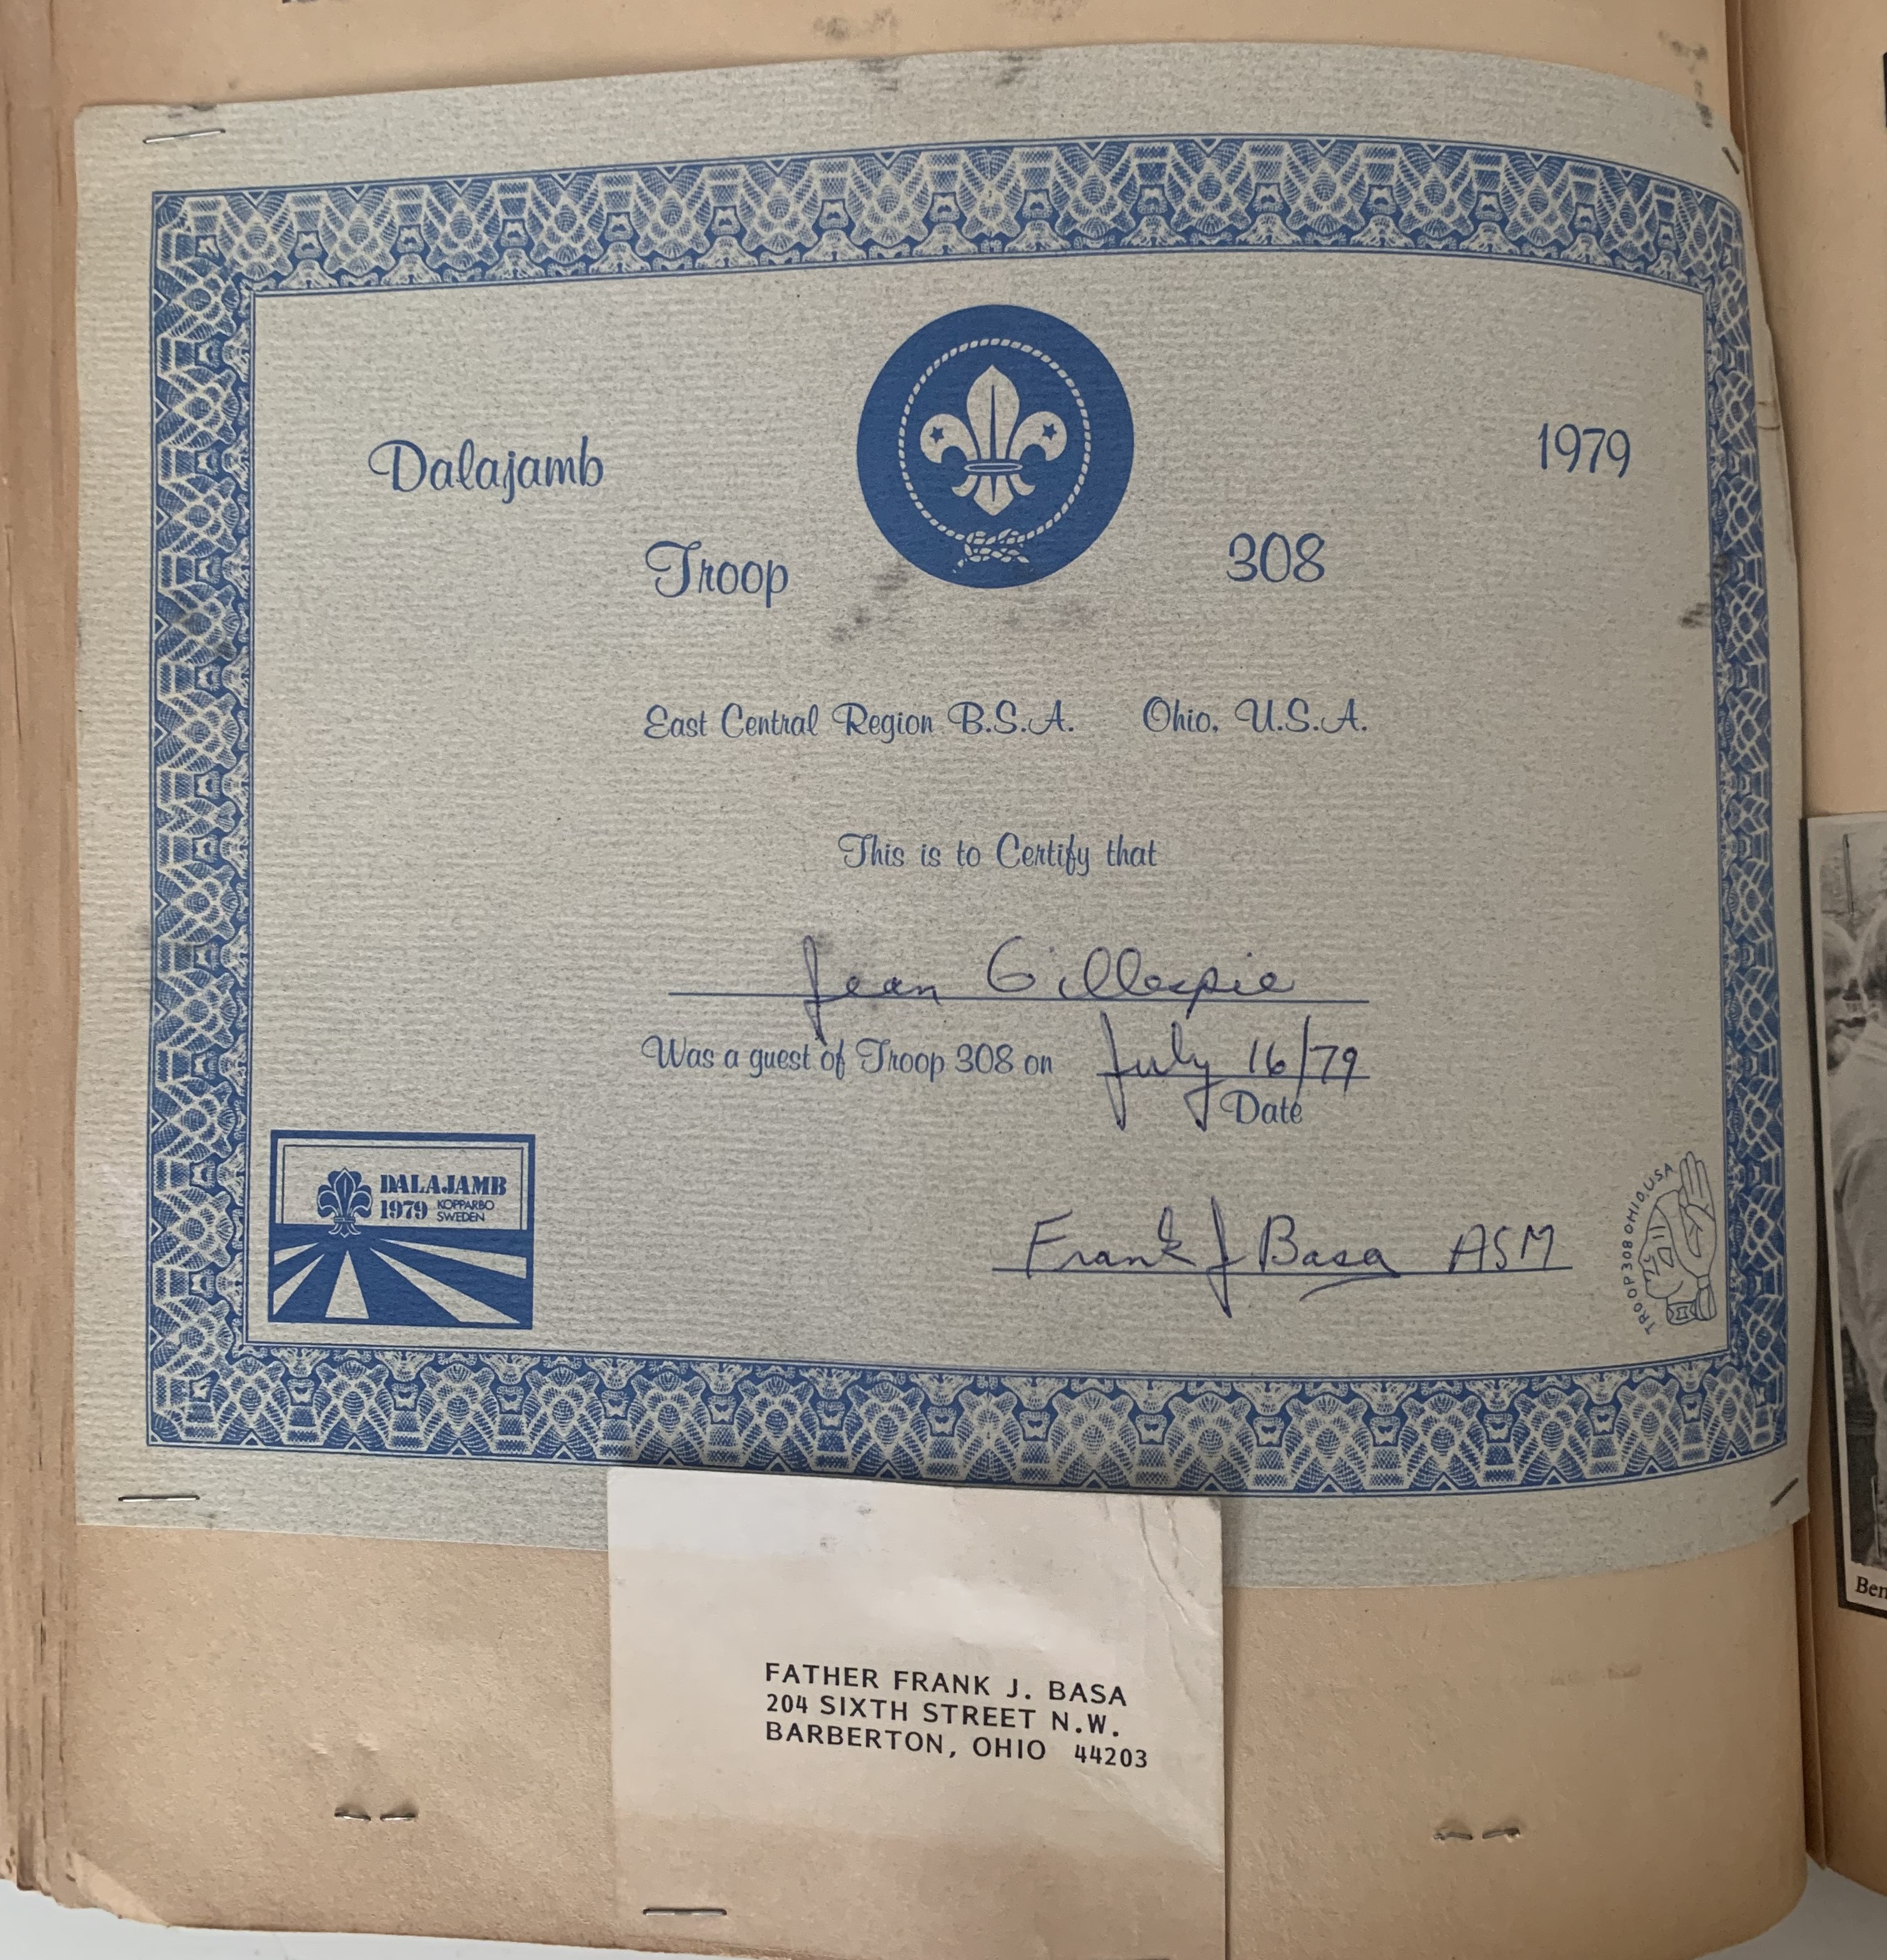 Dalajamb 1979
Troop 308
East Central Region B.S.A. Ohio, U.S.A.
This is to Certify that
Jean Gillespie
Was a guest of Troop 308 on July 16/79
Date
DALAJAMB
1979 KOPPARBO
SWEDEN
Frank J Basa ASM
TROOP 308 OHIO, USA
FATHER FRANK J. BASA
204 SIXTH STREET N.W.
BARBERTON, OHIO 44203
Ben